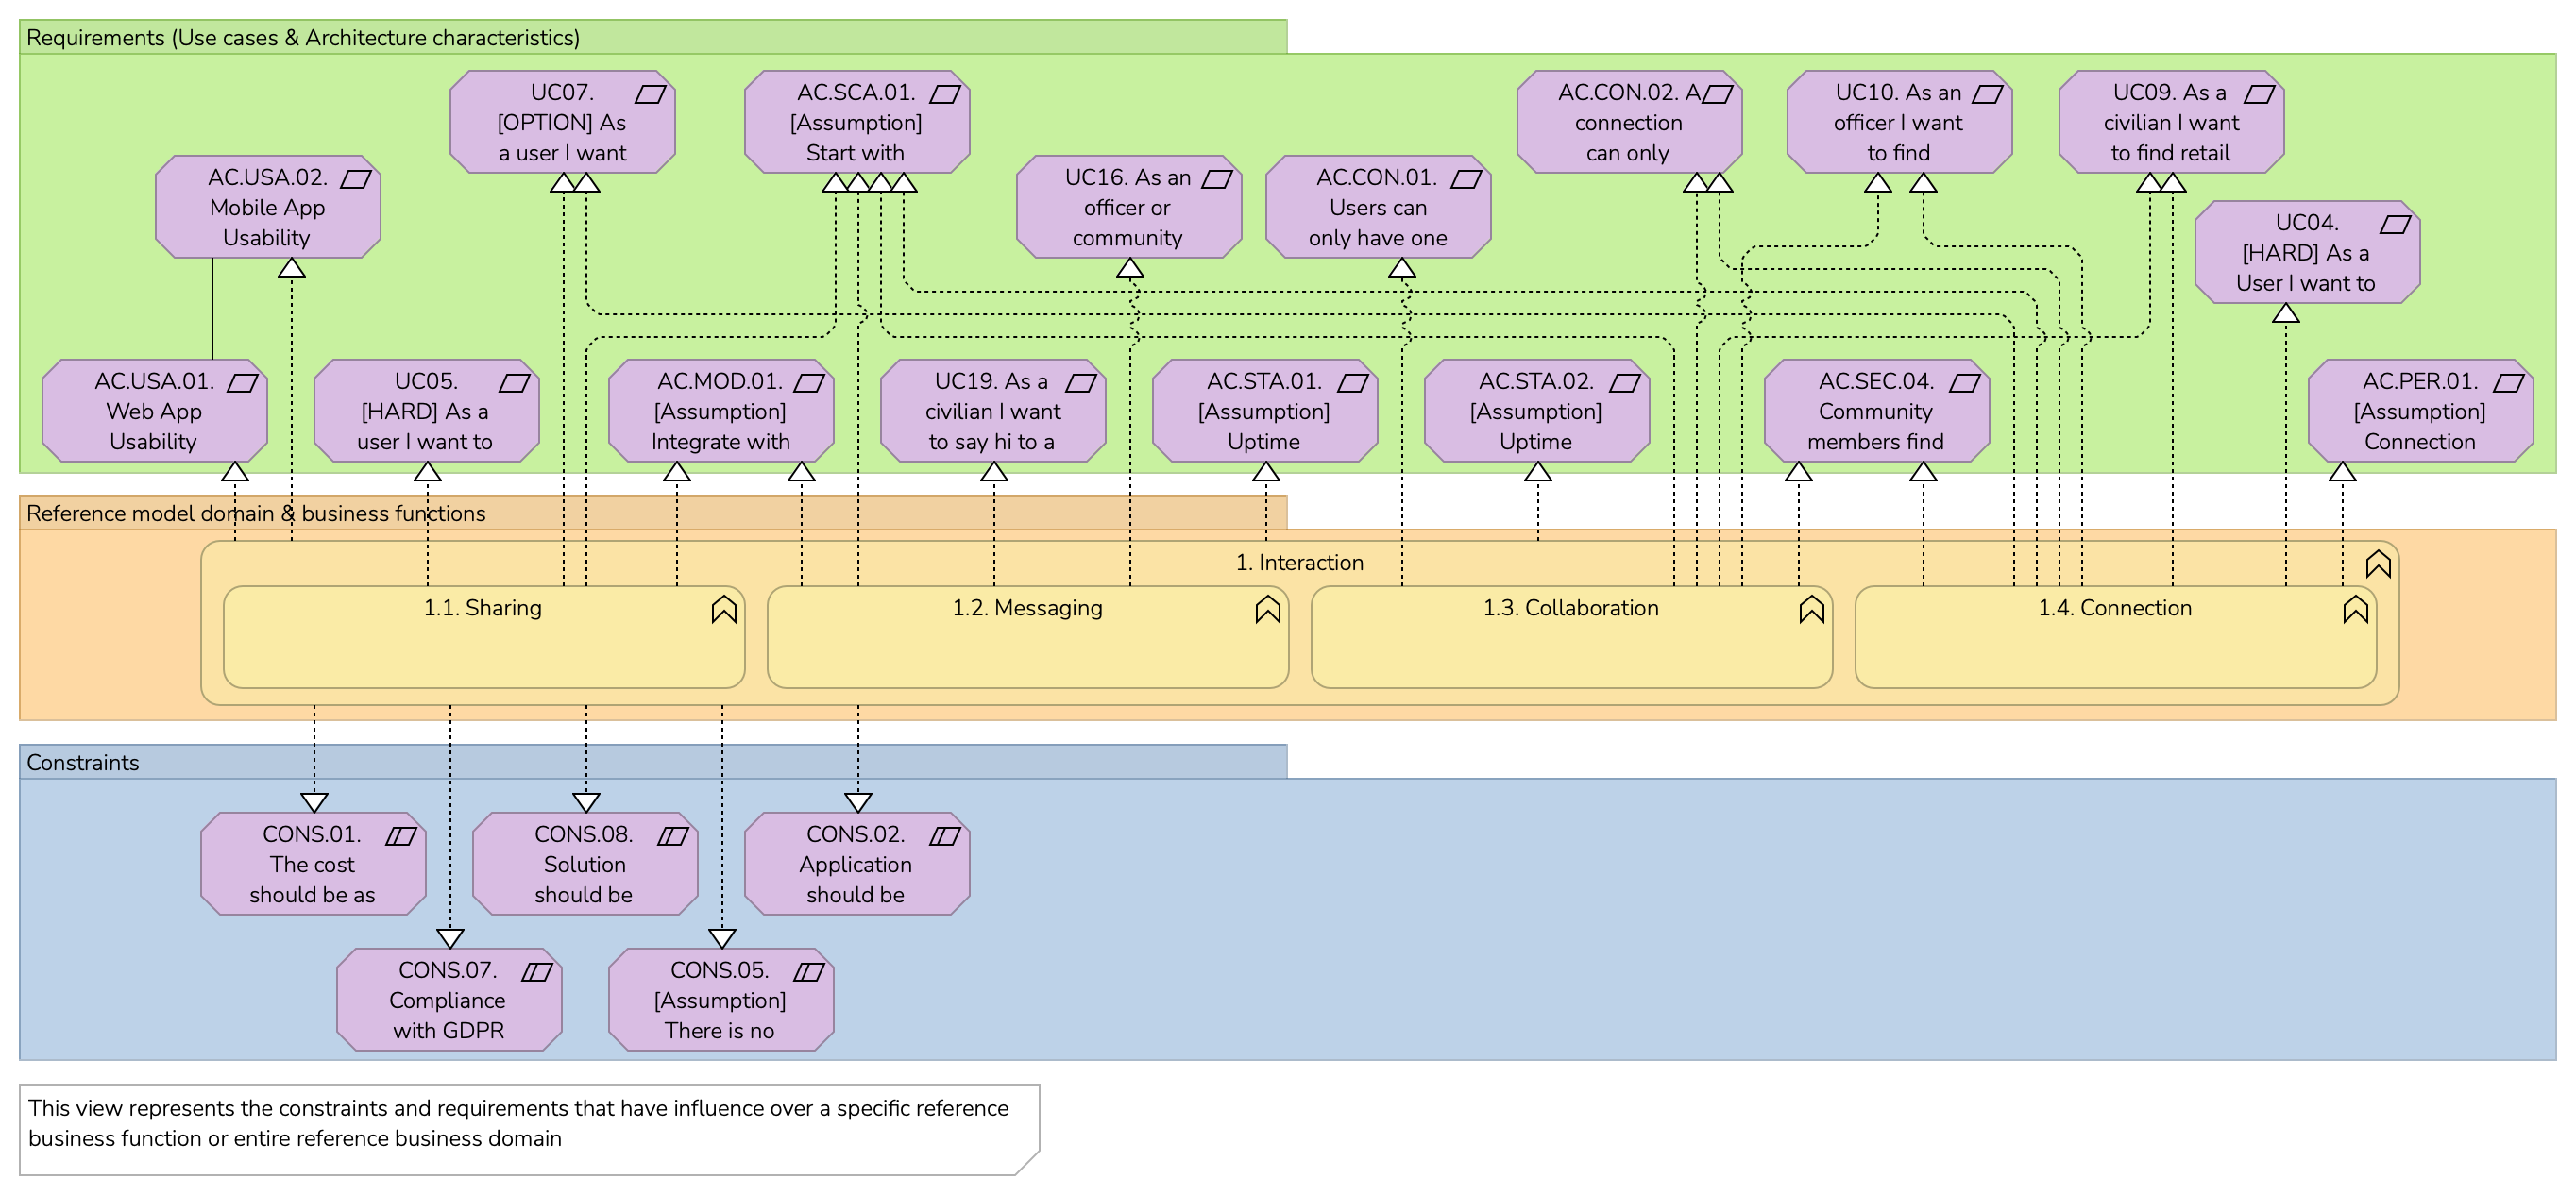 Requirements (Use cases & Architecture characteristics)
UC07.
[OPTION] As
a user I want
AC.SCA.01.
[Assumption]
Start with
AC.CON.02. A
connection
can only
UC10. As an
officer I want
to find
UC09. As a
civilian I want
to find retail
AC.USA.02.
Mobile App
Usability
UC16. As an
officer or
community
AC.CON.01.
Users can
only have one
UC04.
[HARD] As a
User I want to
AC.USA.01.
Web App
Usability
UC05.
[HARD] As a
user I want to
AC.MOD.01.
[Assumption]
Integrate with
UC19. As a
civilian I want
to say hi to a
AC.STA.01.
[Assumption]
Uptime
AC.STA.02.
[Assumption]
Uptime
AC.SEC.04.
Community
members find
AC.PER.01.
[Assumption]
Connection
Reference model domain & business functions
1. Interaction
1.1. Sharing
1.2. Messaging
1.3. Collaboration
1.4. Connection
Constraints
CONS.01.
The cost
should be as
CONS.08.
Solution
should be
CONS.02.
Application
should be
CONS.07.
Compliance
with GDPR
CONS.05.
[Assumption]
There is no
This view represents the constraints and requirements that have influence over a specific reference
business function or entire reference business domain